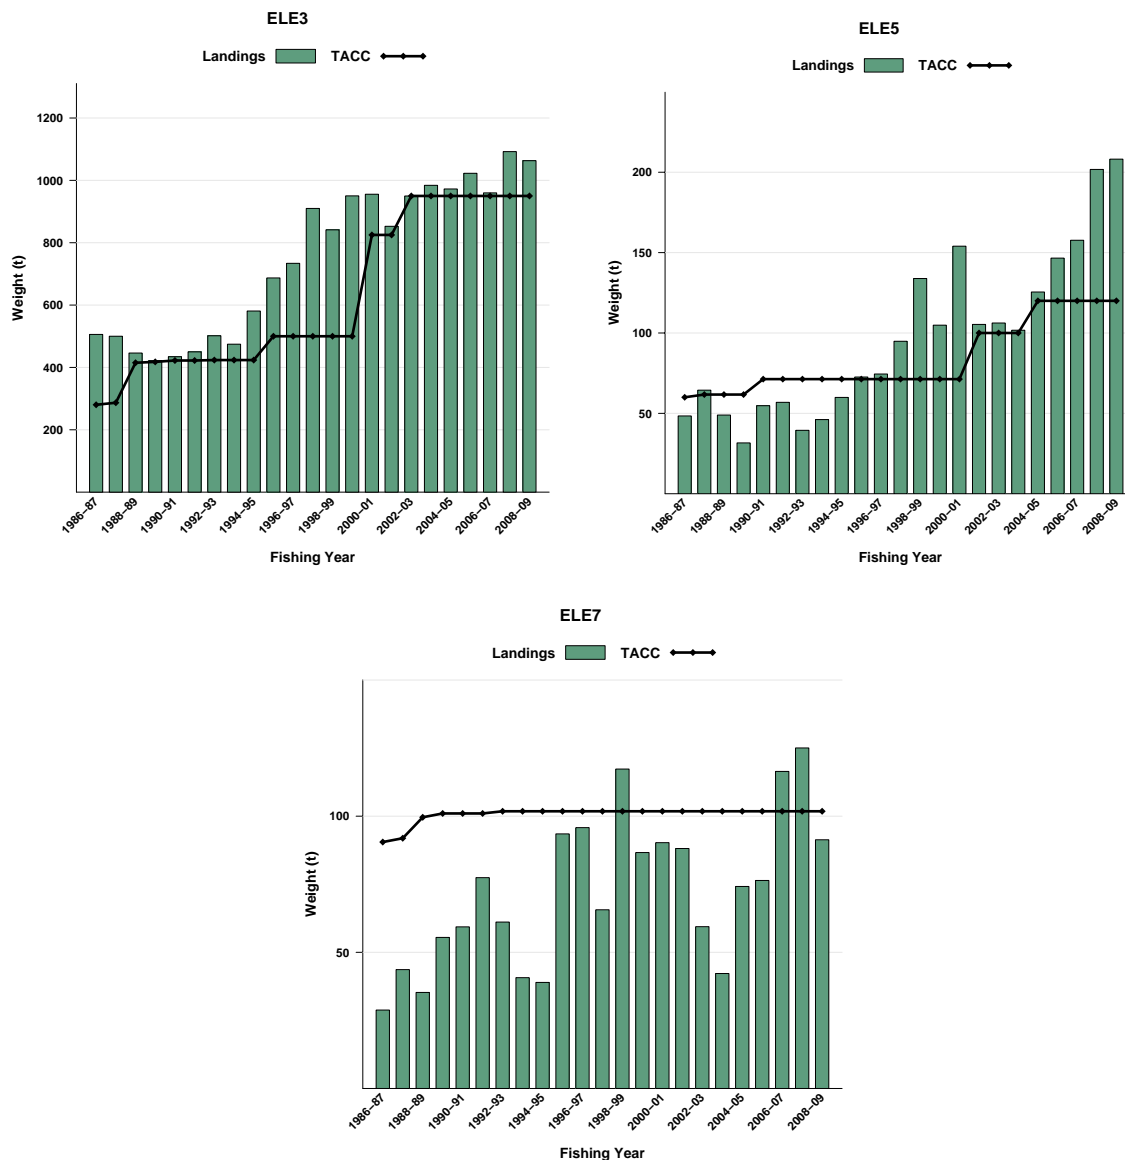 ELE3
Landings TACC
1200
1000
800
600
400
200
Weight (t)
1986–87 1988–89 1990–91 1992–93 1994–95 1996–97 1998–99 2000–01 2002–03 2004–05 2006–07 2008–09
Fishing Year
ELE5
Landings TACC
200
150
100
50
Weight (t)
1986–87 1988–89 1990–91 1992–93 1994–95 1996–97 1998–99 2000–01 2002–03 2004–05 2006–07 2008–09
Fishing Year
ELE7
Landings TACC
100
50
Weight (t)
1986–87 1988–89 1990–91 1992–93 1994–95 1996–97 1998–99 2000–01 2002–03 2004–05 2006–07 2008–09
Fishing Year